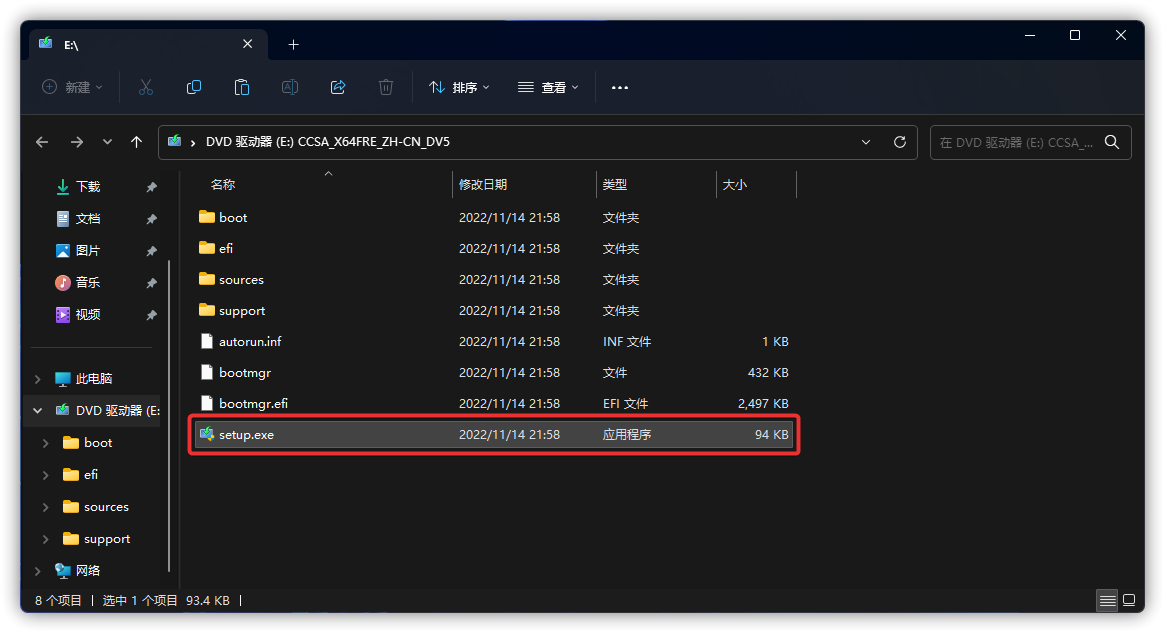 E:\
新建
排序
查看
DVD 驱动器 (E:) CCSA_X64FRE_ZH-CN_DV5
在 DVD 驱动器 (E:) CCSA_...
下载
文档
图片
音乐
视频
此电脑
DVD 驱动器 (E:
boot
efi
sources
support
网络
名称 修改日期 类型 大小
boot 2022/11/14 21:58 文件夹
efi 2022/11/14 21:58 文件夹
sources 2022/11/14 21:58 文件夹
support 2022/11/14 21:58 文件夹
autorun.inf 2022/11/14 21:58 INF 文件 1 KB
bootmgr 2022/11/14 21:58 文件 432 KB
bootmgr.efi 2022/11/14 21:58 EFI 文件 2,497 KB
setup.exe 2022/11/14 21:58 应用程序 94 KB
8 个项目 | 选中 1 个项目 93.4 KB |